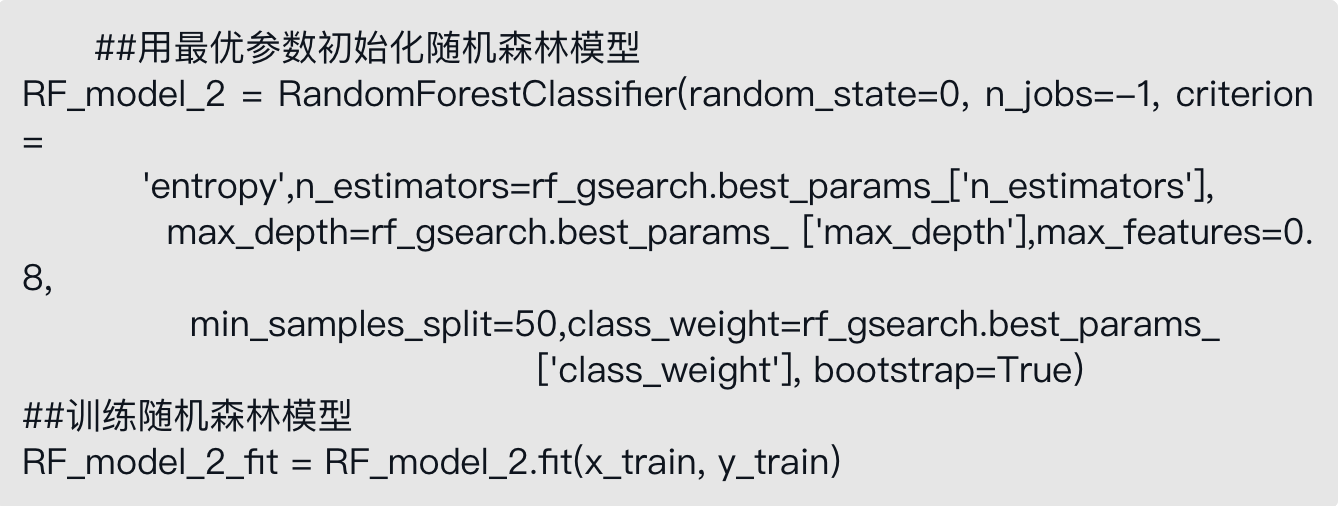 ##用最优参数初始化随机森林模型
RF_model_2 = RandomForestClassifier(random_state=0, n_jobs=-1, criterion
=
'entropy',n_estimators=rf_gsearch.best_params_['n_estimators'],
max_depth=rf_gsearch.best_params_ ['max_depth'],max_features=0.
8,
min_samples_split=50,class_weight=rf_gsearch.best_params_
['class_weight'], bootstrap=True)
##训练随机森林模型
RF_model_2_fit = RF_model_2.fit(x_train, y_train)